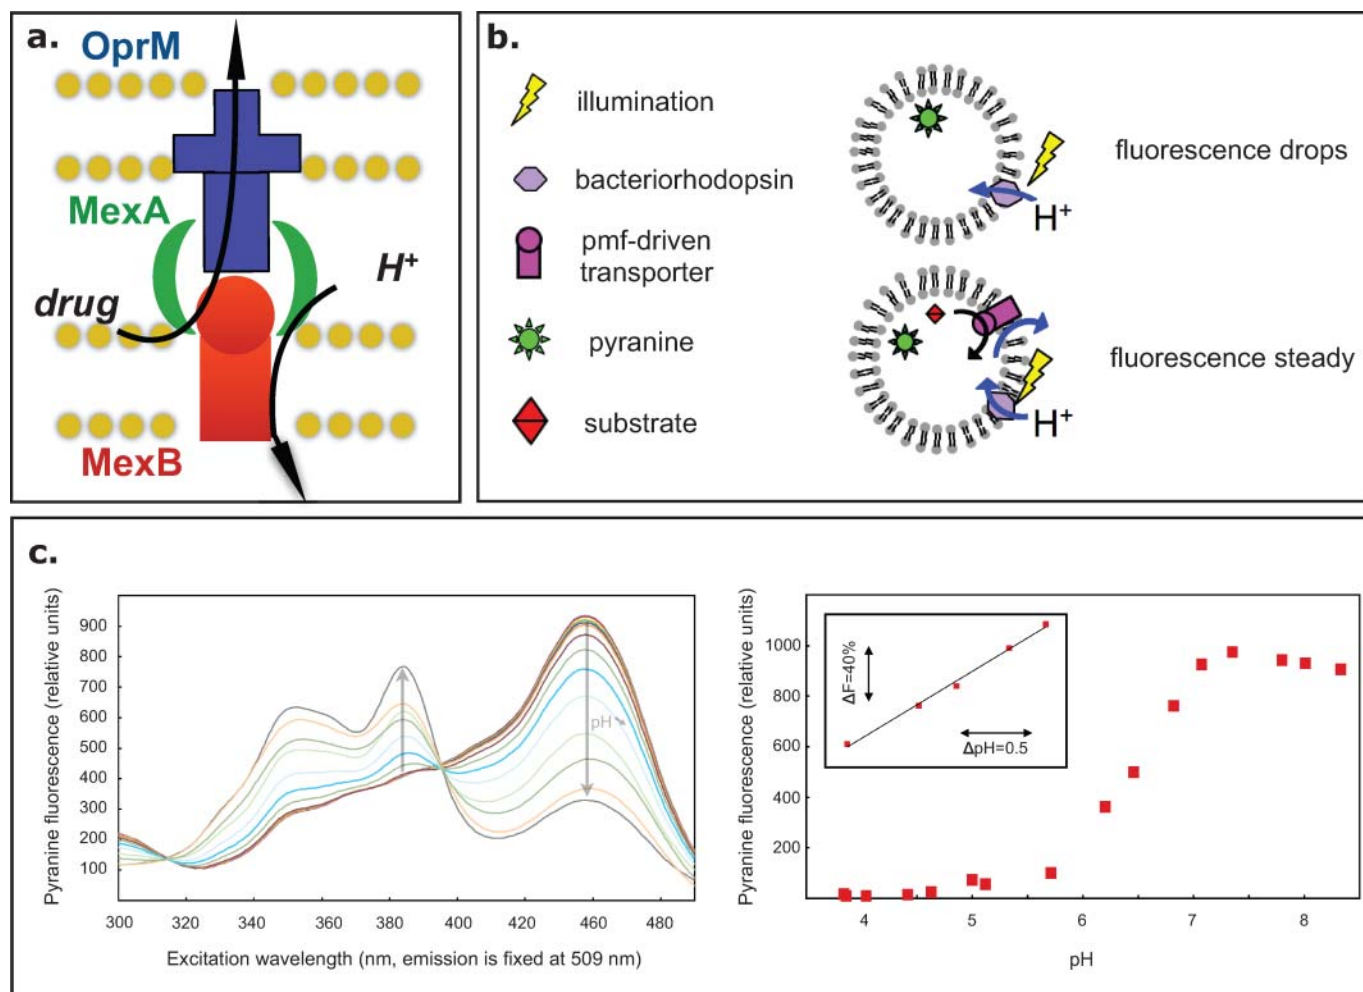 a.
OprM
MexA
H+
drug
MexB
b.
illumination
bacteriorhodopsin
pmf-driven
transporter
pyranine
substrate
H+
fluorescence drops
H+
fluorescence steady
c.
Pyranine fluorescence (relative units)
900
800
700
600
500
400
300
200
100
pH
300 320 340 360 380 400 420 440 460 480
Excitation wavelength (nm, emission is fixed at 509 nm)
Pyranine fluorescence (relative units)
1000
800
600
400
200
ΔF=40%
ΔpH=0.5
4 5 6 7 8
pH